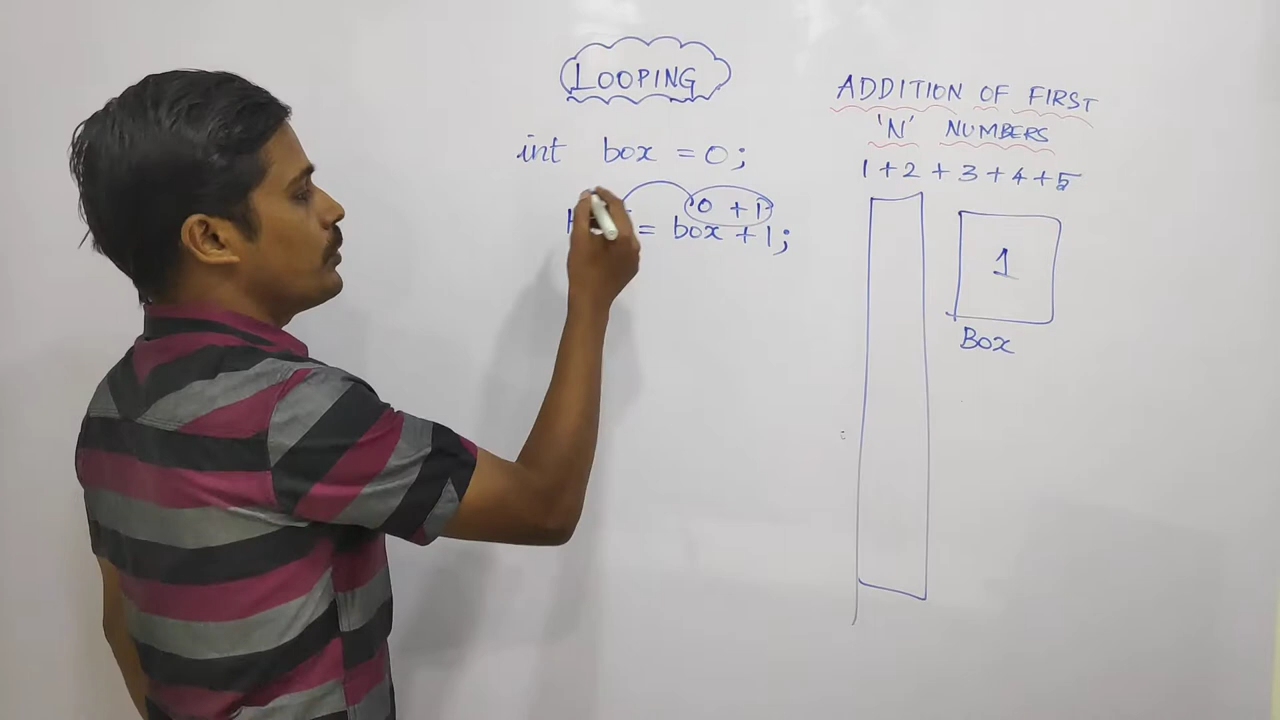 LOOPING
int box = 0;
0 + 1
= box + 1;
ADDITION OF FIRST
'N' NUMBERS
1 + 2 + 3 + 4 + 5
1
Box